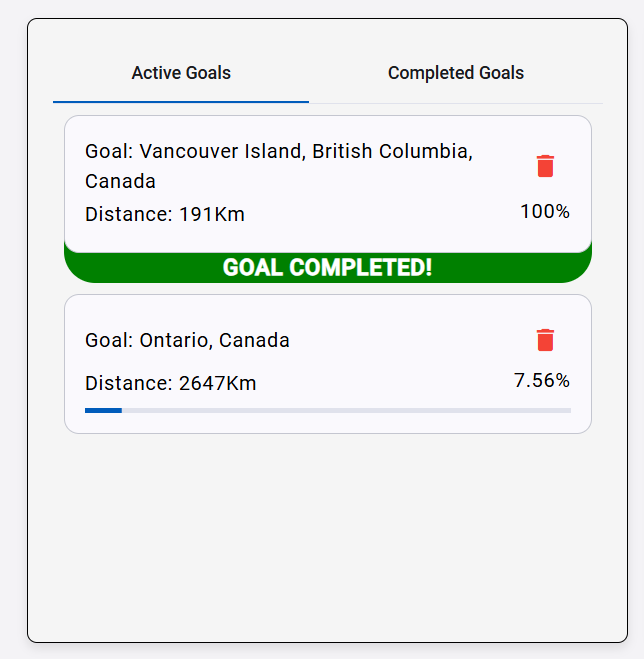 Active Goals
Completed Goals
Goal: Vancouver Island, British Columbia,
Canada
Distance: 191Km
100%
GOAL COMPLETED!
Goal: Ontario, Canada
Distance: 2647Km
7.56%